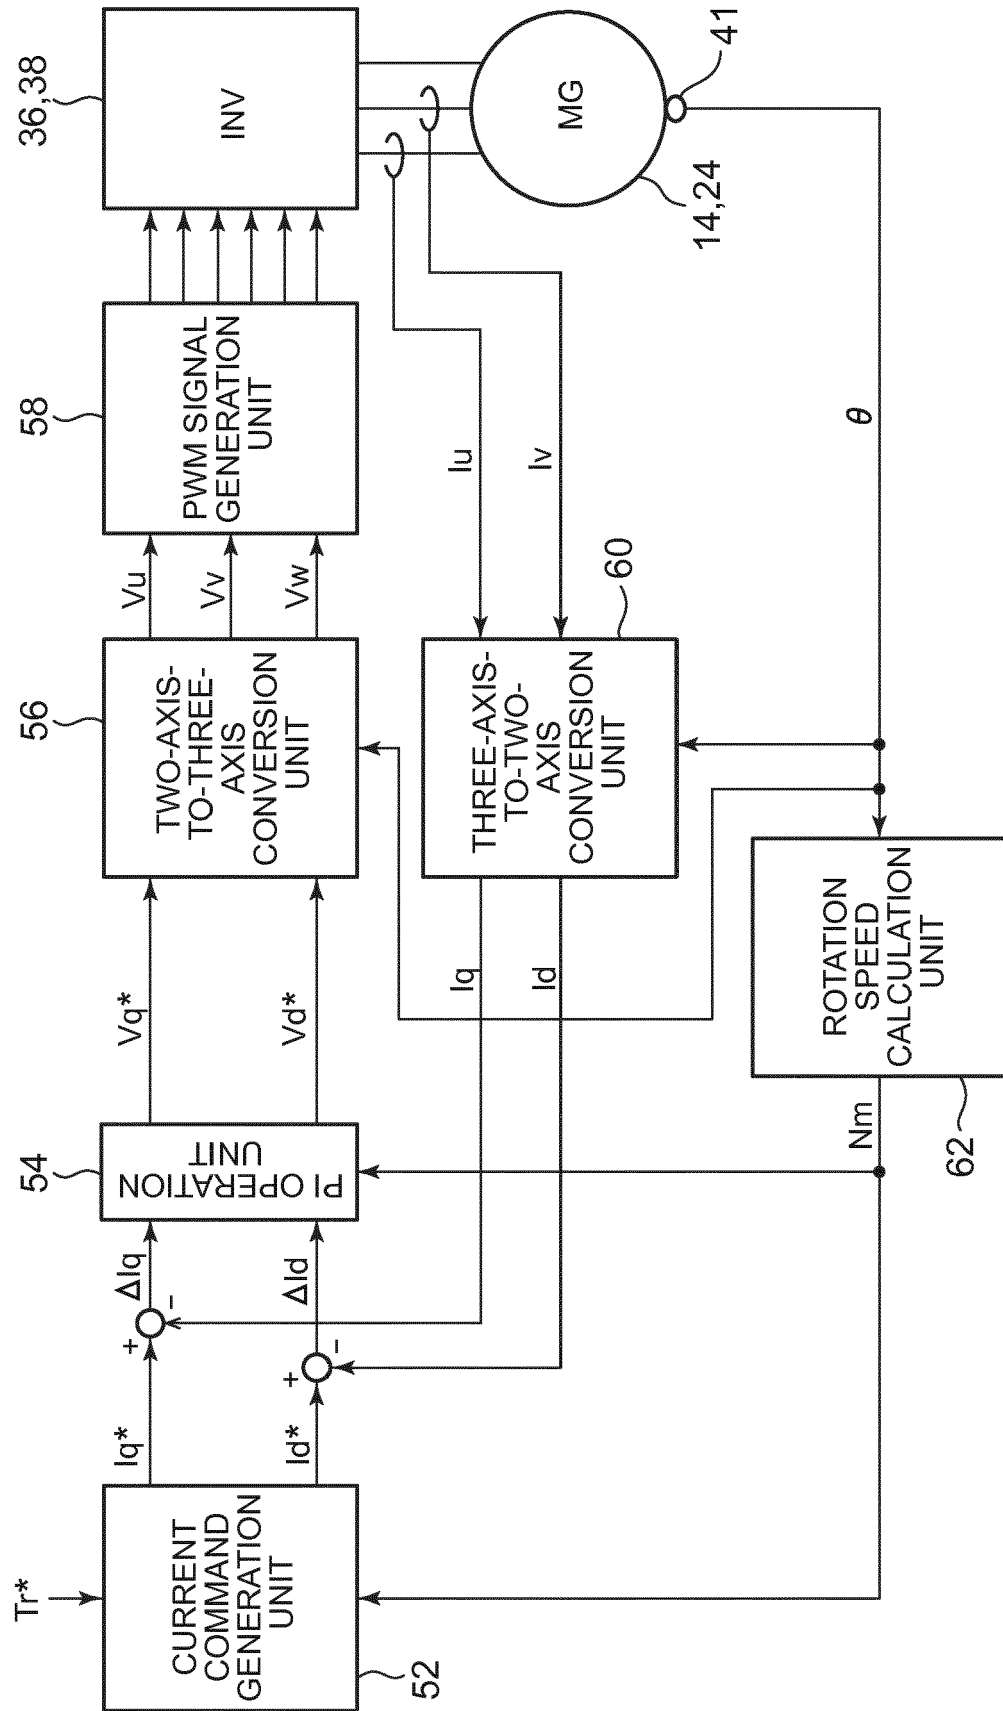 Tr*
CURRENT
COMMAND
GENERATION
UNIT
52
Iq*
Id*
+
-
+
-
ΔIq
ΔId
PI OPERATION
UNIT
54
Vq*
Vd*
TWO-AXIS-
TO-THREE-
AXIS
CONVERSION
UNIT
56
Vu
Vv
Vw
PWM SIGNAL
GENERATION
UNIT
58
INV
36,38
MG
14,24
41
Iu
Iv
THREE-AXIS-
TO-TWO-
AXIS
CONVERSION
UNIT
60
Iq
Id
θ
ROTATION
SPEED
CALCULATION
UNIT
62
Nm